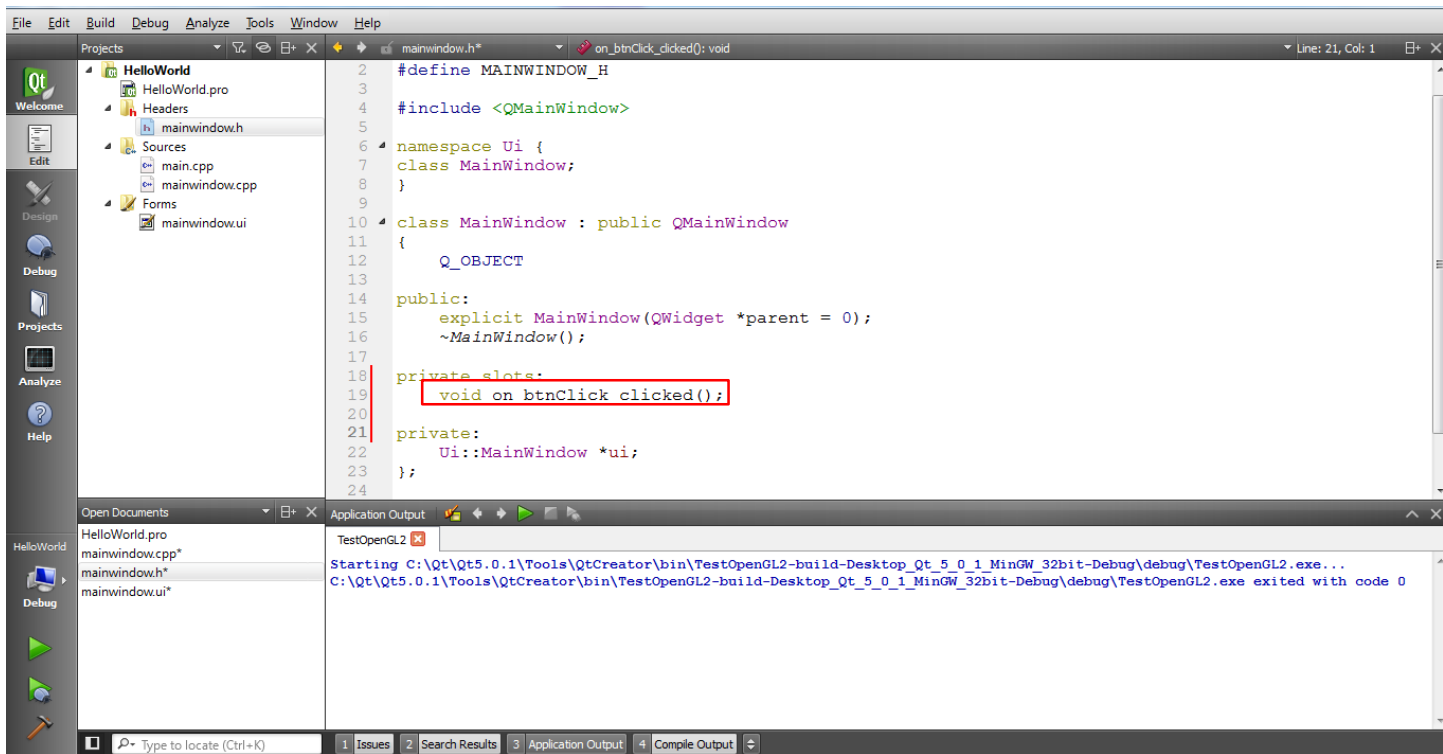 File Edit Build Debug Analyze Tools Window Help
Projects
mainwindow.h*
on_btnClick_clicked(): void
Line: 21, Col: 1
Qt
Welcome
Edit
Design
Debug
Projects
Analyze
Help
HelloWorld
HelloWorld.pro
Headers
mainwindow.h
Sources
main.cpp
mainwindow.cpp
Forms
mainwindow.ui
2 #define MAINWINDOW_H
3
4 #include <QMainWindow>
5
6 namespace Ui {
7 class MainWindow;
8 }
9
10 class MainWindow : public QMainWindow
11 {
12 Q_OBJECT
13
14 public:
15 explicit MainWindow(QWidget *parent = 0);
16 ~MainWindow();
17
18 private slots:
19 void on_btnClick_clicked();
20
21 private:
22 Ui::MainWindow *ui;
23 };
24
Open Documents
HelloWorld.pro
mainwindow.cpp*
mainwindow.h*
mainwindow.ui*
HelloWorld
Debug
Application Output
TestOpenGL2
Starting C:\Qt\Qt5.0.1\Tools\QtCreator\bin\TestOpenGL2-build-Desktop_Qt_5_0_1_MinGW_32bit-Debug\debug\TestOpenGL2.exe...
C:\Qt\Qt5.0.1\Tools\QtCreator\bin\TestOpenGL2-build-Desktop_Qt_5_0_1_MinGW_32bit-Debug\debug\TestOpenGL2.exe exited with code 0
Type to locate (Ctrl+K)
1 Issues 2 Search Results 3 Application Output 4 Compile Output